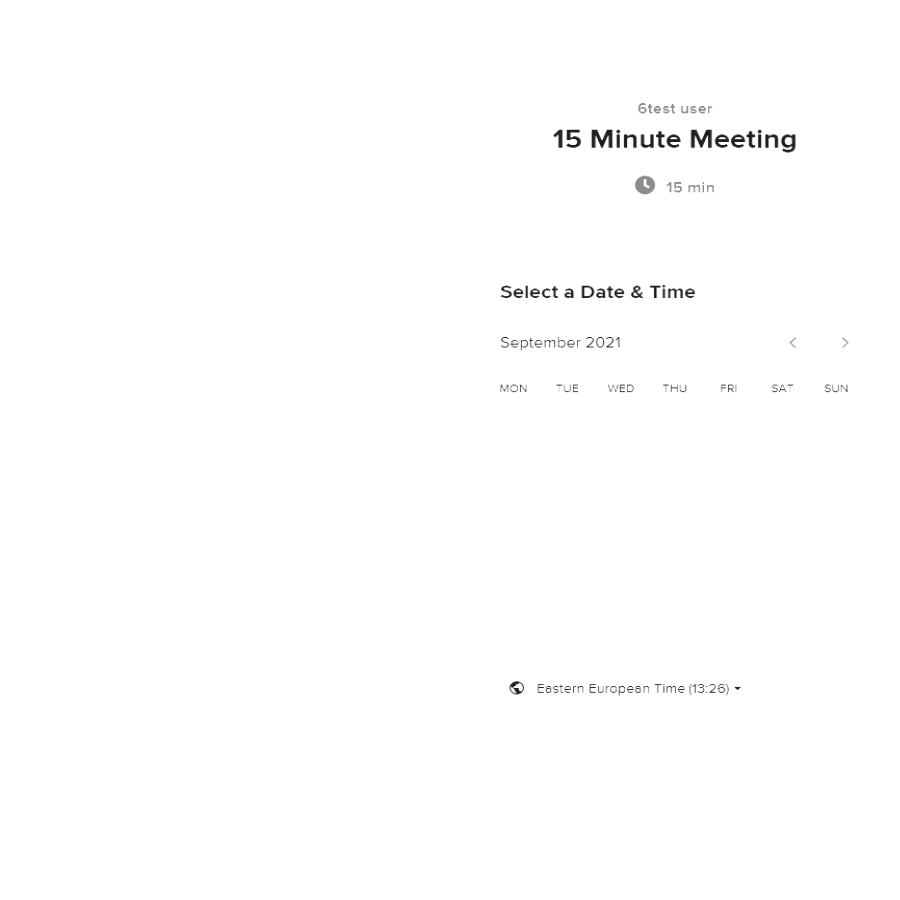 6test user
15 Minute Meeting
15 min
Select a Date & Time
September 2021
MON TUE WED THU FRI SAT SUN
Eastern European Time (13:26)